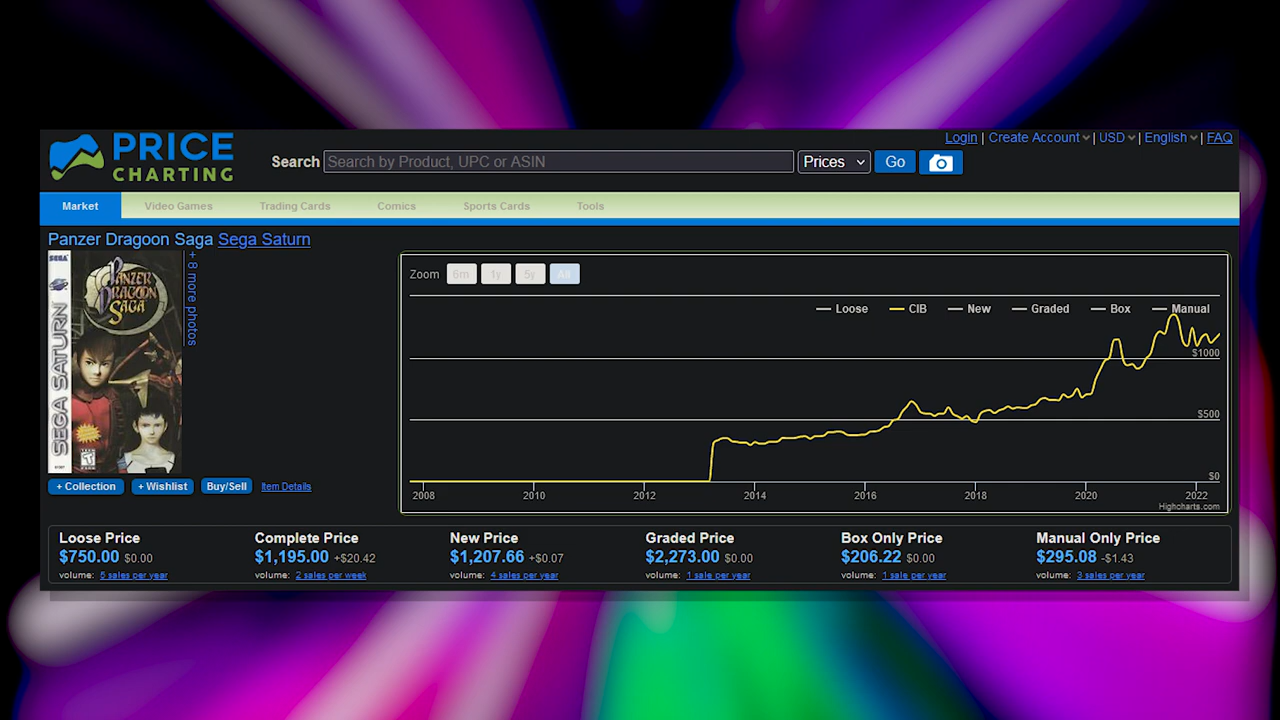 PRICE
CHARTING
Search Search by Product, UPC or ASIN Prices Go
Login | Create Account | USD | English | FAQ
Market Video Games Trading Cards Comics Sports Cards Tools
Panzer Dragoon Saga Sega Saturn
SEGA
SEGA SATURN
PANZER
DRAGOON
SAGA
+ 8 more photos
+ Collection + Wishlist Buy/Sell Item Details
Zoom 6m 1y 5y All
Loose CIB New Graded Box Manual
$1000
$500
$0
2008 2010 2012 2014 2016 2018 2020 2022
Highcharts.com
Loose Price Complete Price New Price Graded Price Box Only Price Manual Only Price
$750.00 $0.00 $1,195.00 +$20.42 $1,207.66 +$0.07 $2,273.00 $0.00 $206.22 $0.00 $295.08 -$1.43
volume: 5 sales per year volume: 2 sales per week volume: 4 sales per year volume: 1 sale per year volume: 1 sale per year volume: 3 sales per year